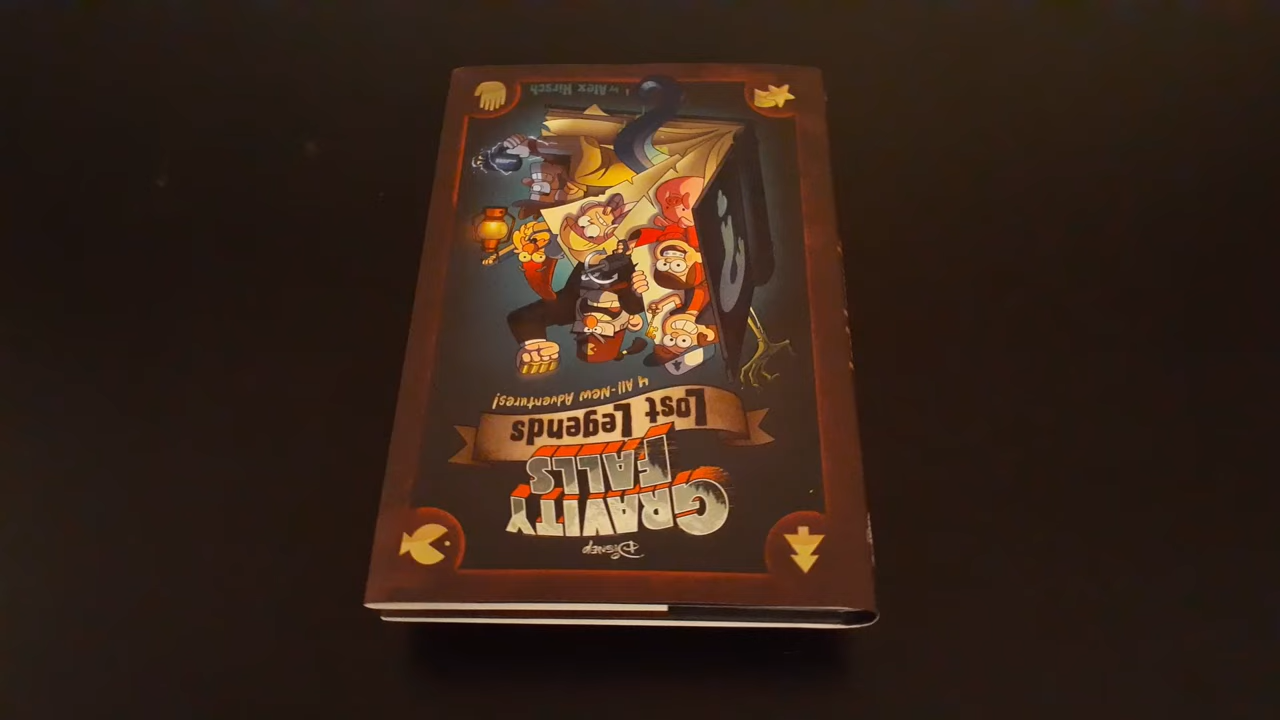 Disney
GRAVITY
FALLS
Lost Legends
4 All-New Adventures!
by Alex Hirsch